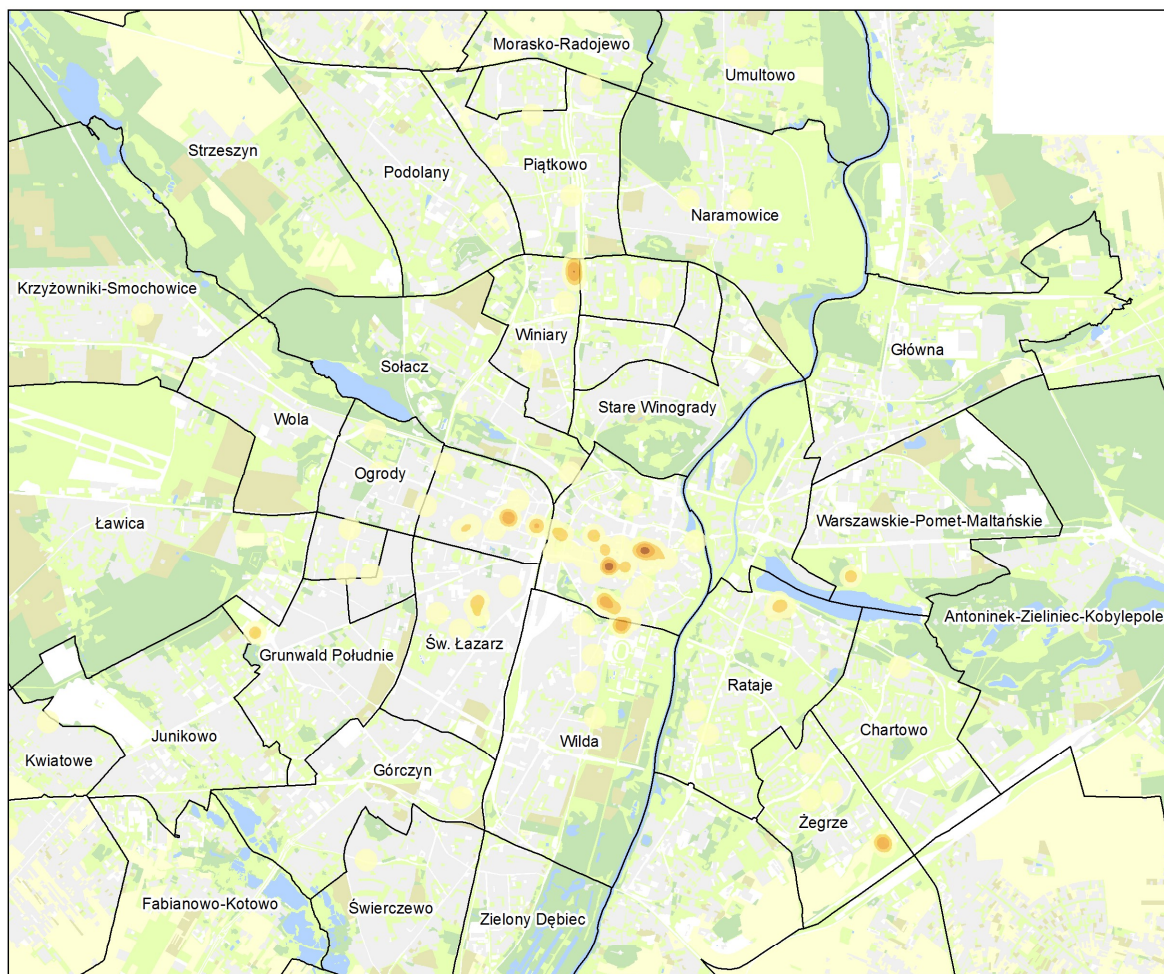 Morasko-Radojewo
Umultowo
Strzeszyn
Podolany
Piątkowo
Naramowice
Krzyżowniki-Smochowice
Winiary
Główna
Sołacz
Stare Winogrady
Wola
Ogrody
Ławica
Warszawskie-Pomet-Maltańskie
Antoninek-Zieliniec-Kobylepole
Św. Łazarz
Grunwald Południe
Rataje
Chartowo
Junikowo
Wilda
Kwiatowe
Górczyn
Żegrze
Fabianowo-Kotowo
Świerczewo
Zielony Dębiec